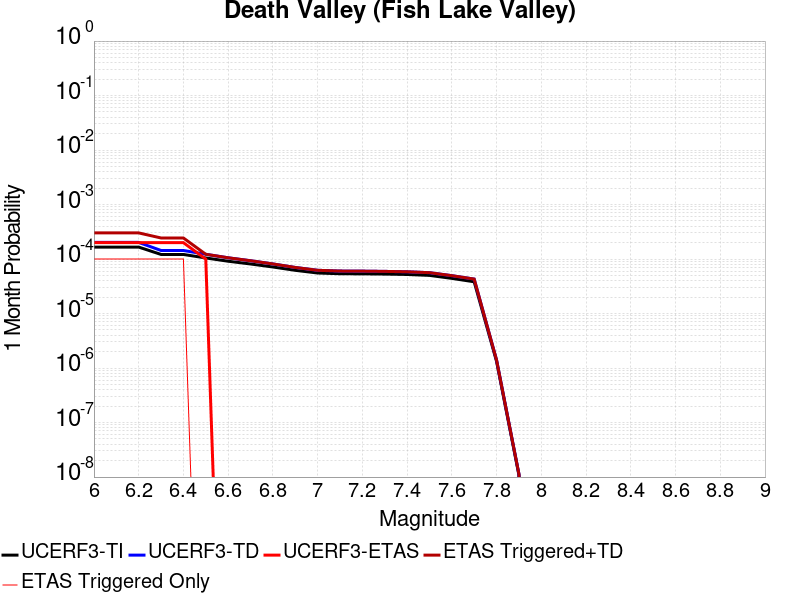 Death Valley (Fish Lake Valley)
10 0
10 -1
10 -2
10 -3
10 -4
10 -5
10 -6
10 -7
10 -8
1 Month Probability
6 6.2 6.4 6.6 6.8 7 7.2 7.4 7.6 7.8 8 8.2 8.4 8.6 8.8 9
Magnitude
UCERF3-TI UCERF3-TD UCERF3-ETAS ETAS Triggered+TD
ETAS Triggered Only